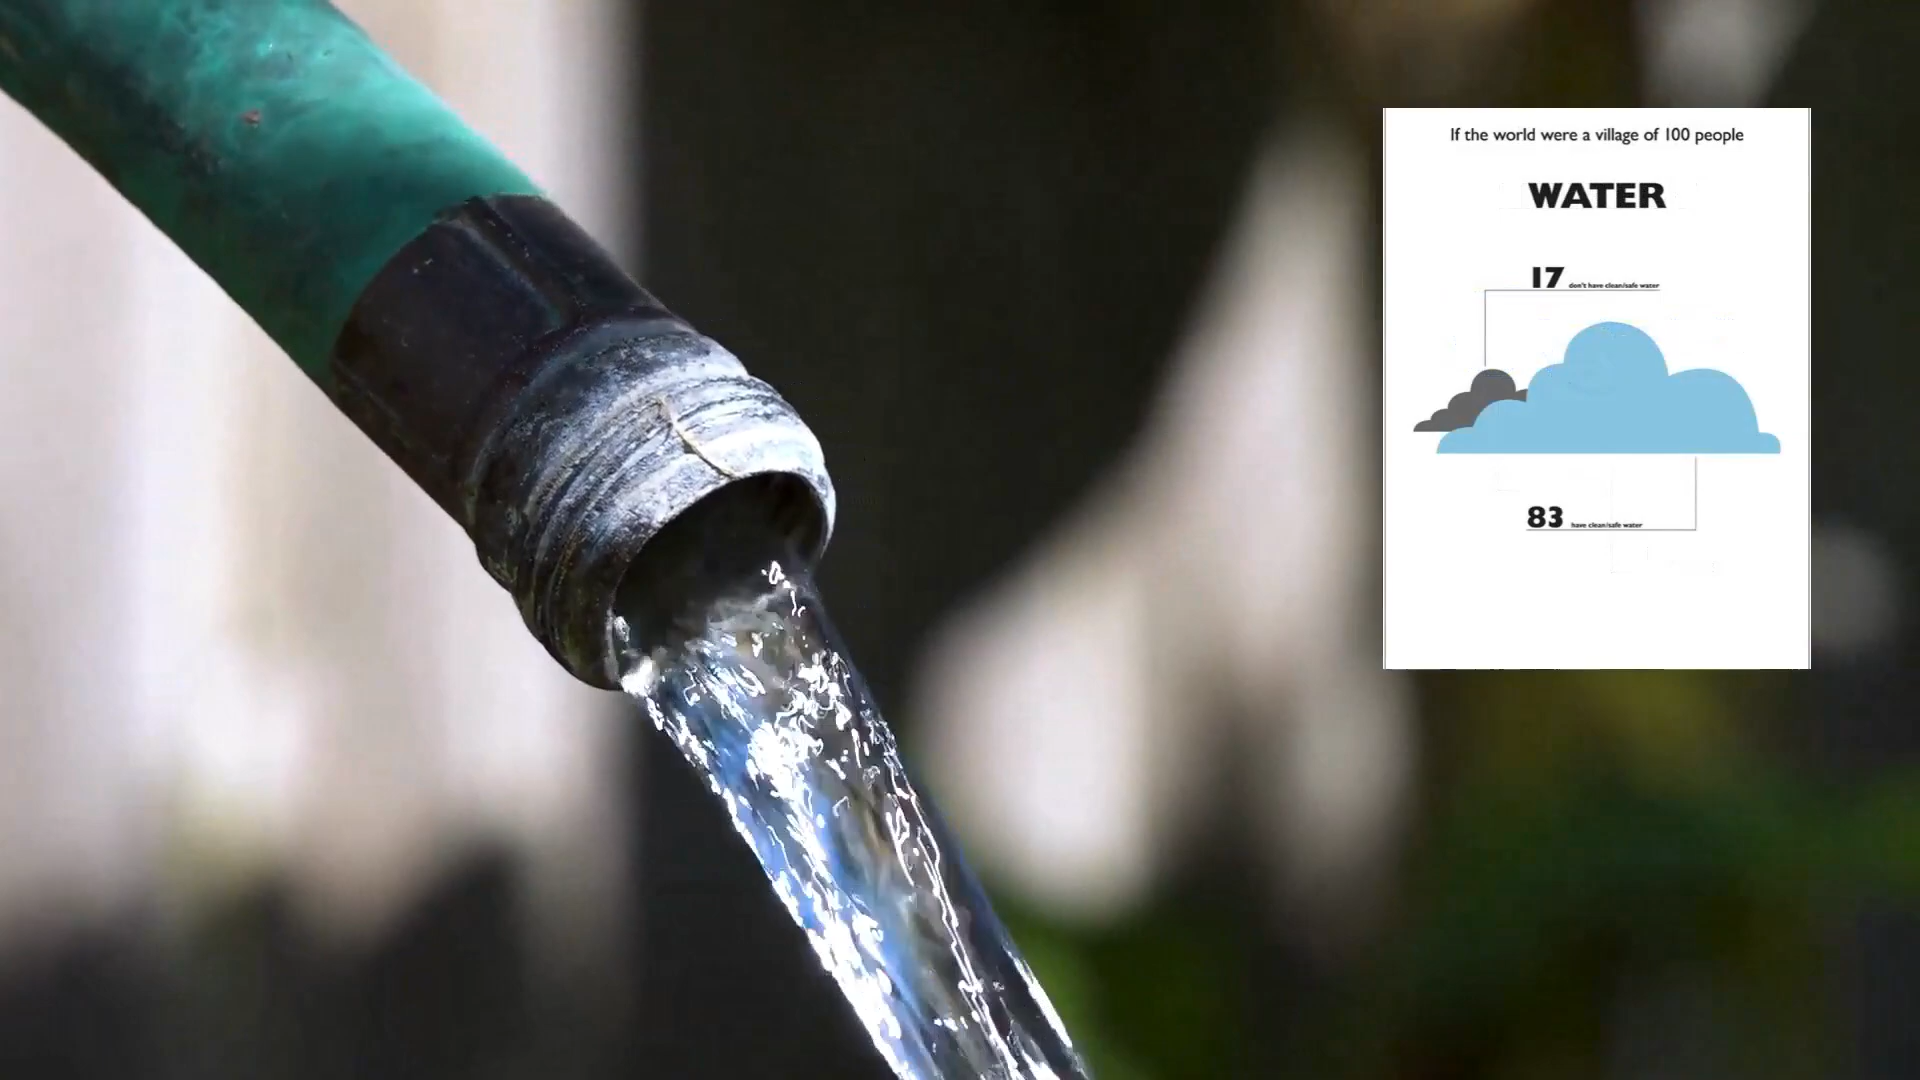 If the world were a village of 100 people
WATER
17 don't have clean/safe water
83 have clean/safe water